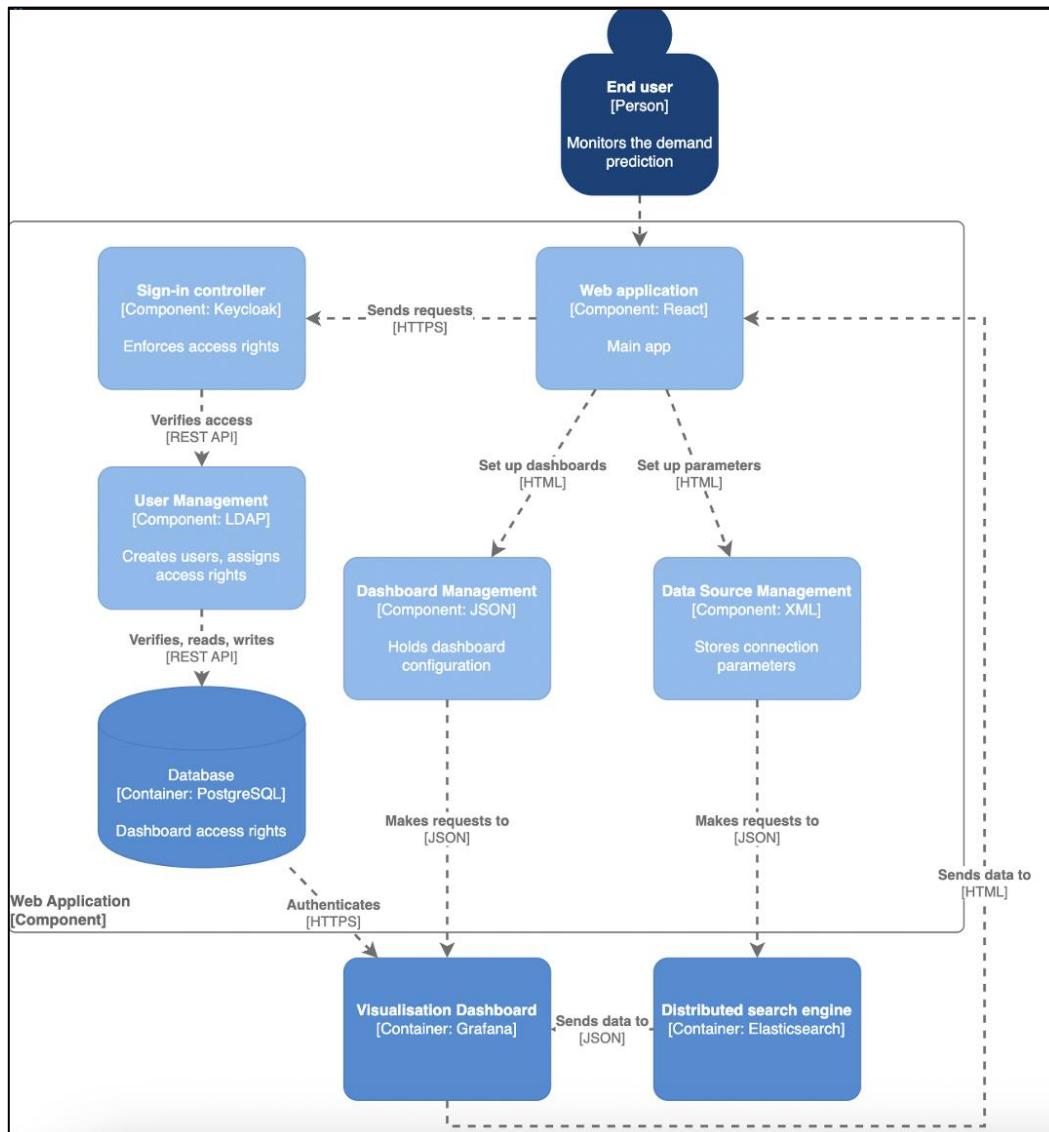 End user
[Person]
Monitors the demand
prediction
Sign-in controller
[Component: Keycloak]
Enforces access rights
Sends requests
[HTTPS]
Web application
[Component: React]
Main app
Verifies access
[REST API]
Set up dashboards
[HTML]
Set up parameters
[HTML]
User Management
[Component: LDAP]
Creates users, assigns
access rights
Dashboard Management
[Component: JSON]
Holds dashboard
configuration
Data Source Management
[Component: XML]
Stores connection
parameters
Verifies, reads, writes
[REST API]
Database
[Container: PostgreSQL]
Dashboard access rights
Makes requests to
[JSON]
Makes requests to
[JSON]
Sends data to
[HTML]
Web Application
[Component]
Authenticates
[HTTPS]
Visualisation Dashboard
[Container: Grafana]
Sends data to
[JSON]
Distributed search engine
[Container: Elasticsearch]